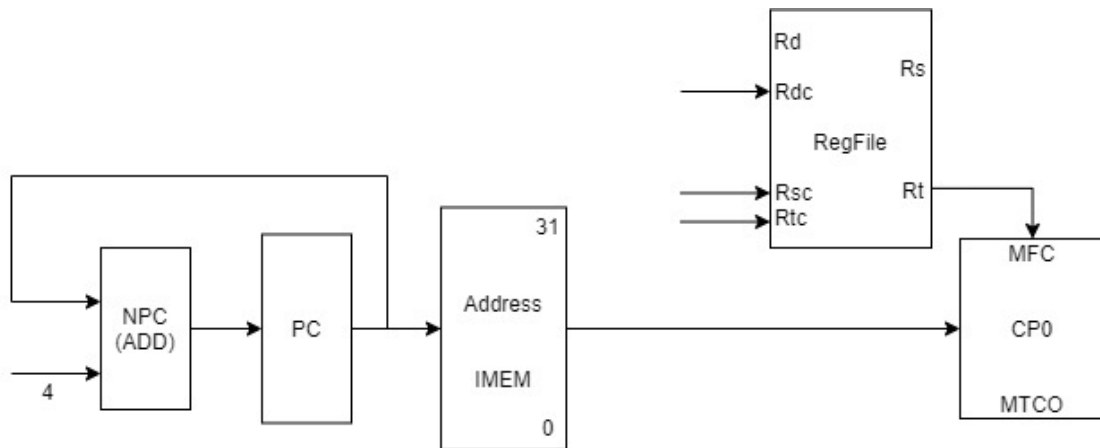 Rd
Rs
Rdc
RegFile
Rsc
Rt
Rtc
31
MFC
NPC
(ADD)
PC
Address
CP0
4
IMEM
MTCO
0